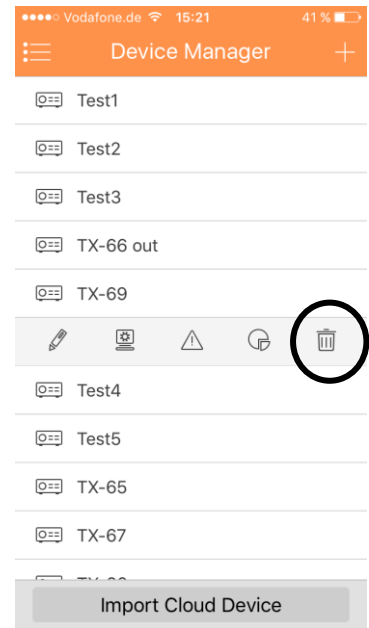 Vodafone.de 15:21 41 %
Device Manager
Test1
Test2
Test3
TX-66 out
TX-69
Test4
Test5
TX-65
TX-67
Import Cloud Device